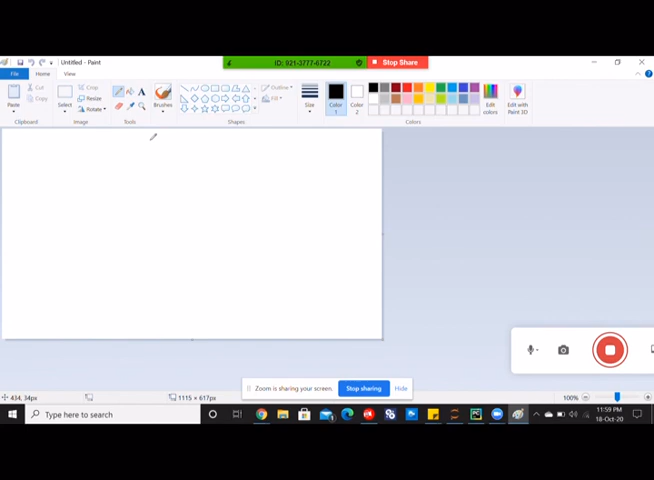 Untitled - Paint
ID: 921-3777-6722
Stop Share
File
Home
View
Paste
Cut
Copy
Clipboard
Select
Crop
Resize
Rotate
Image
A
Tools
Brushes
Outline
Fill
Shapes
Size
Color 1
Color 2
Edit colors
Colors
Edit with Paint 3D
Zoom is sharing your screen.
Stop sharing
Hide
434, 34px
1115 × 617px
100%
Type here to search
11:59 PM
18-Oct-20